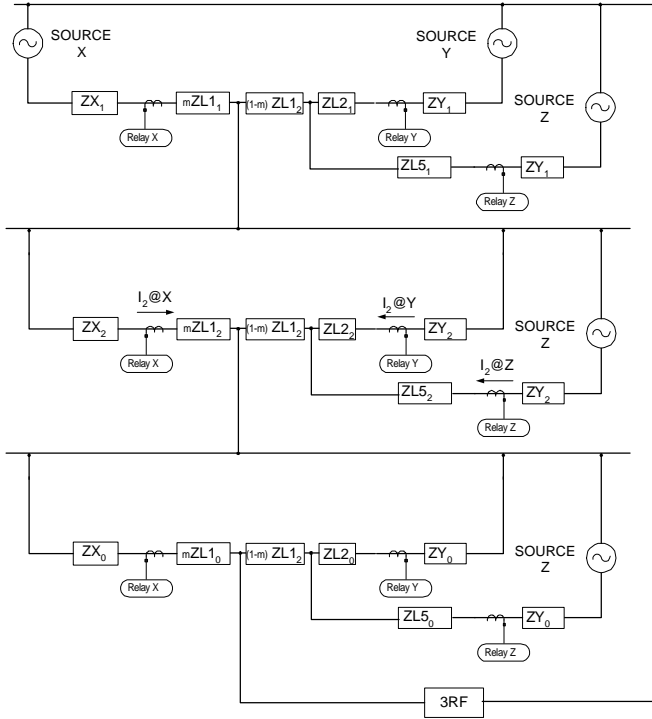 SOURCE X
SOURCE Y
SOURCE Z
ZX1
mZL11
(1-m) ZL12
ZL21
ZY1
Relay X
Relay Y
ZL51
ZY1
Relay Z
I2@X
I2@Y
SOURCE Z
ZX2
mZL12
(1-m) ZL12
ZL22
ZY2
Relay X
Relay Y
I2@Z
ZL52
ZY2
Relay Z
SOURCE Z
ZX0
mZL10
(1-m) ZL12
ZL20
ZY0
Relay X
Relay Y
ZL50
ZY0
Relay Z
3RF